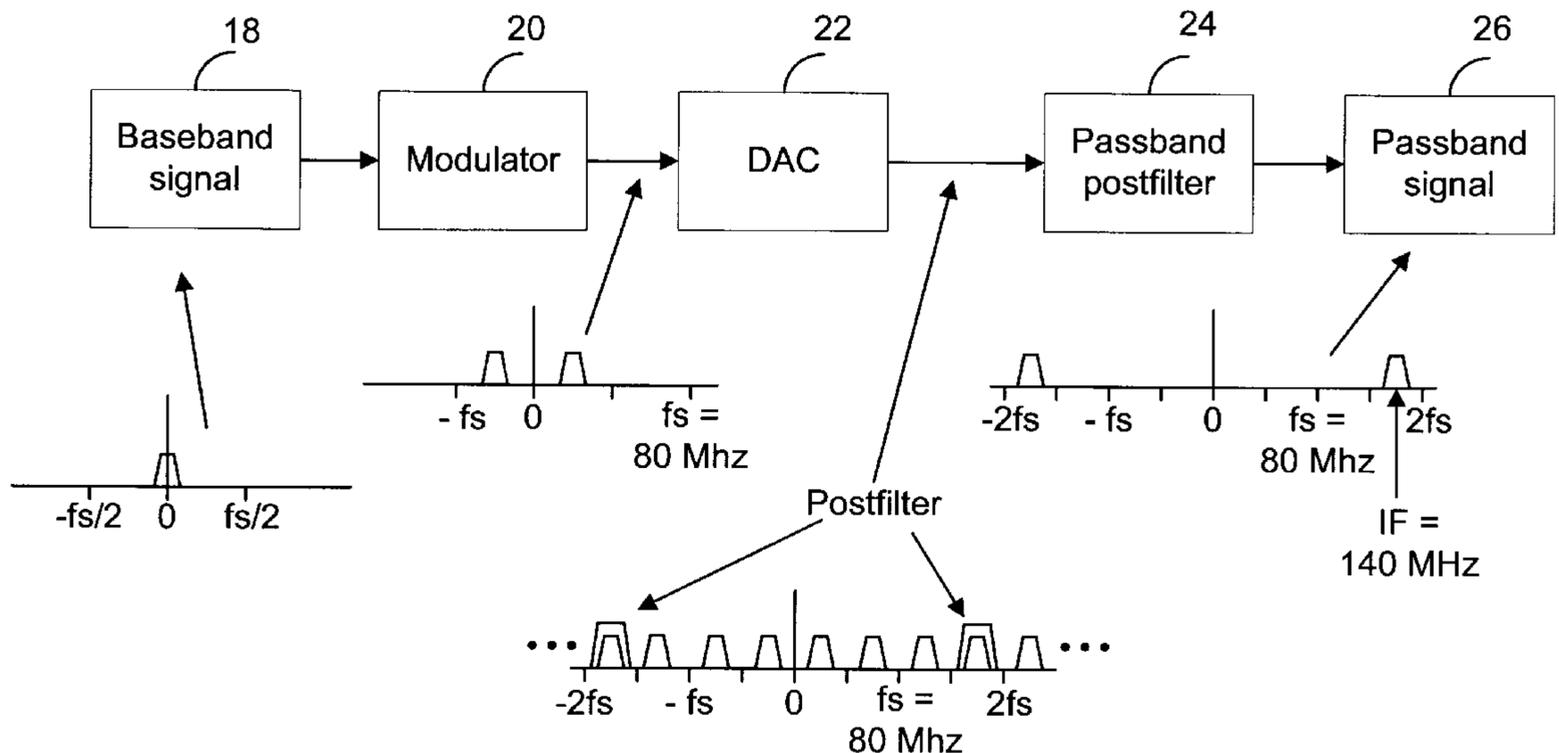 18
20
22
24
26
Baseband
signal
Modulator
DAC
Passband
postfilter
Passband
signal
-fs/2 0 fs/2
- fs 0 fs =
80 Mhz
-2fs - fs 0 fs = 2fs
80 Mhz
IF =
140 MHz
Postfilter
••• •••
-2fs - fs 0 fs = 2fs
80 Mhz